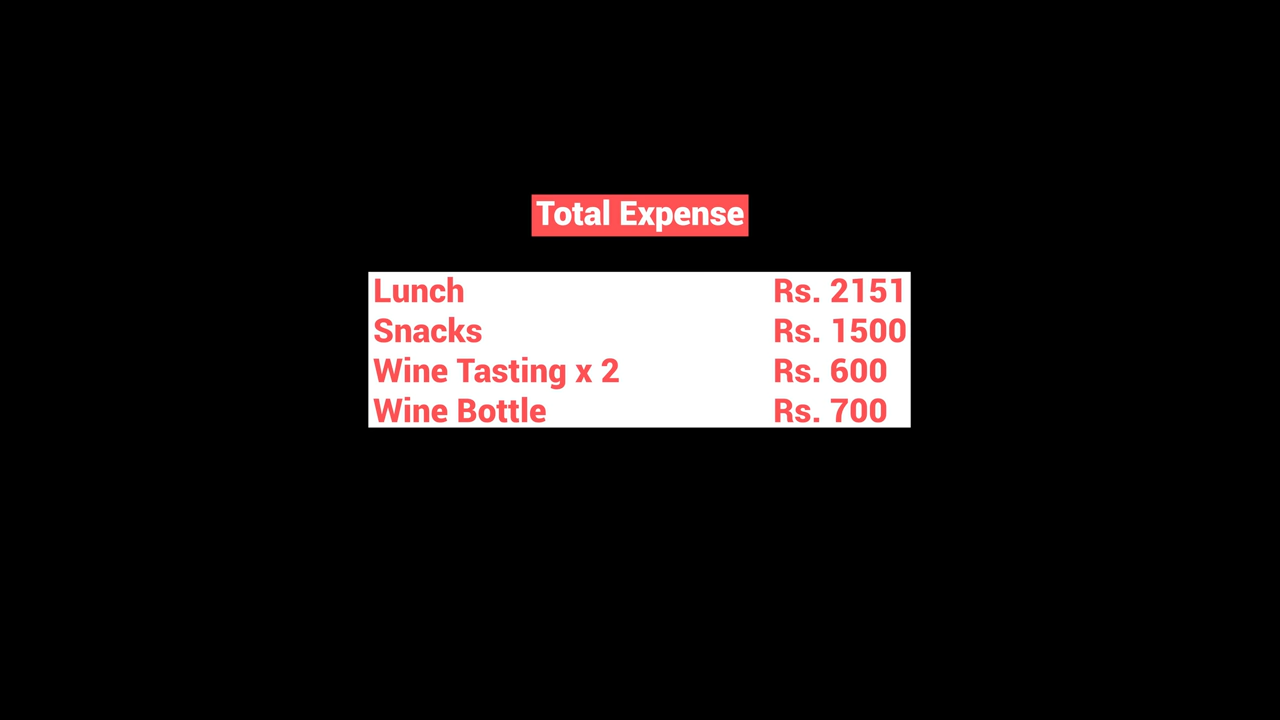 Total Expense
Lunch Rs. 2151
Snacks Rs. 1500
Wine Tasting x 2 Rs. 600
Wine Bottle Rs. 700